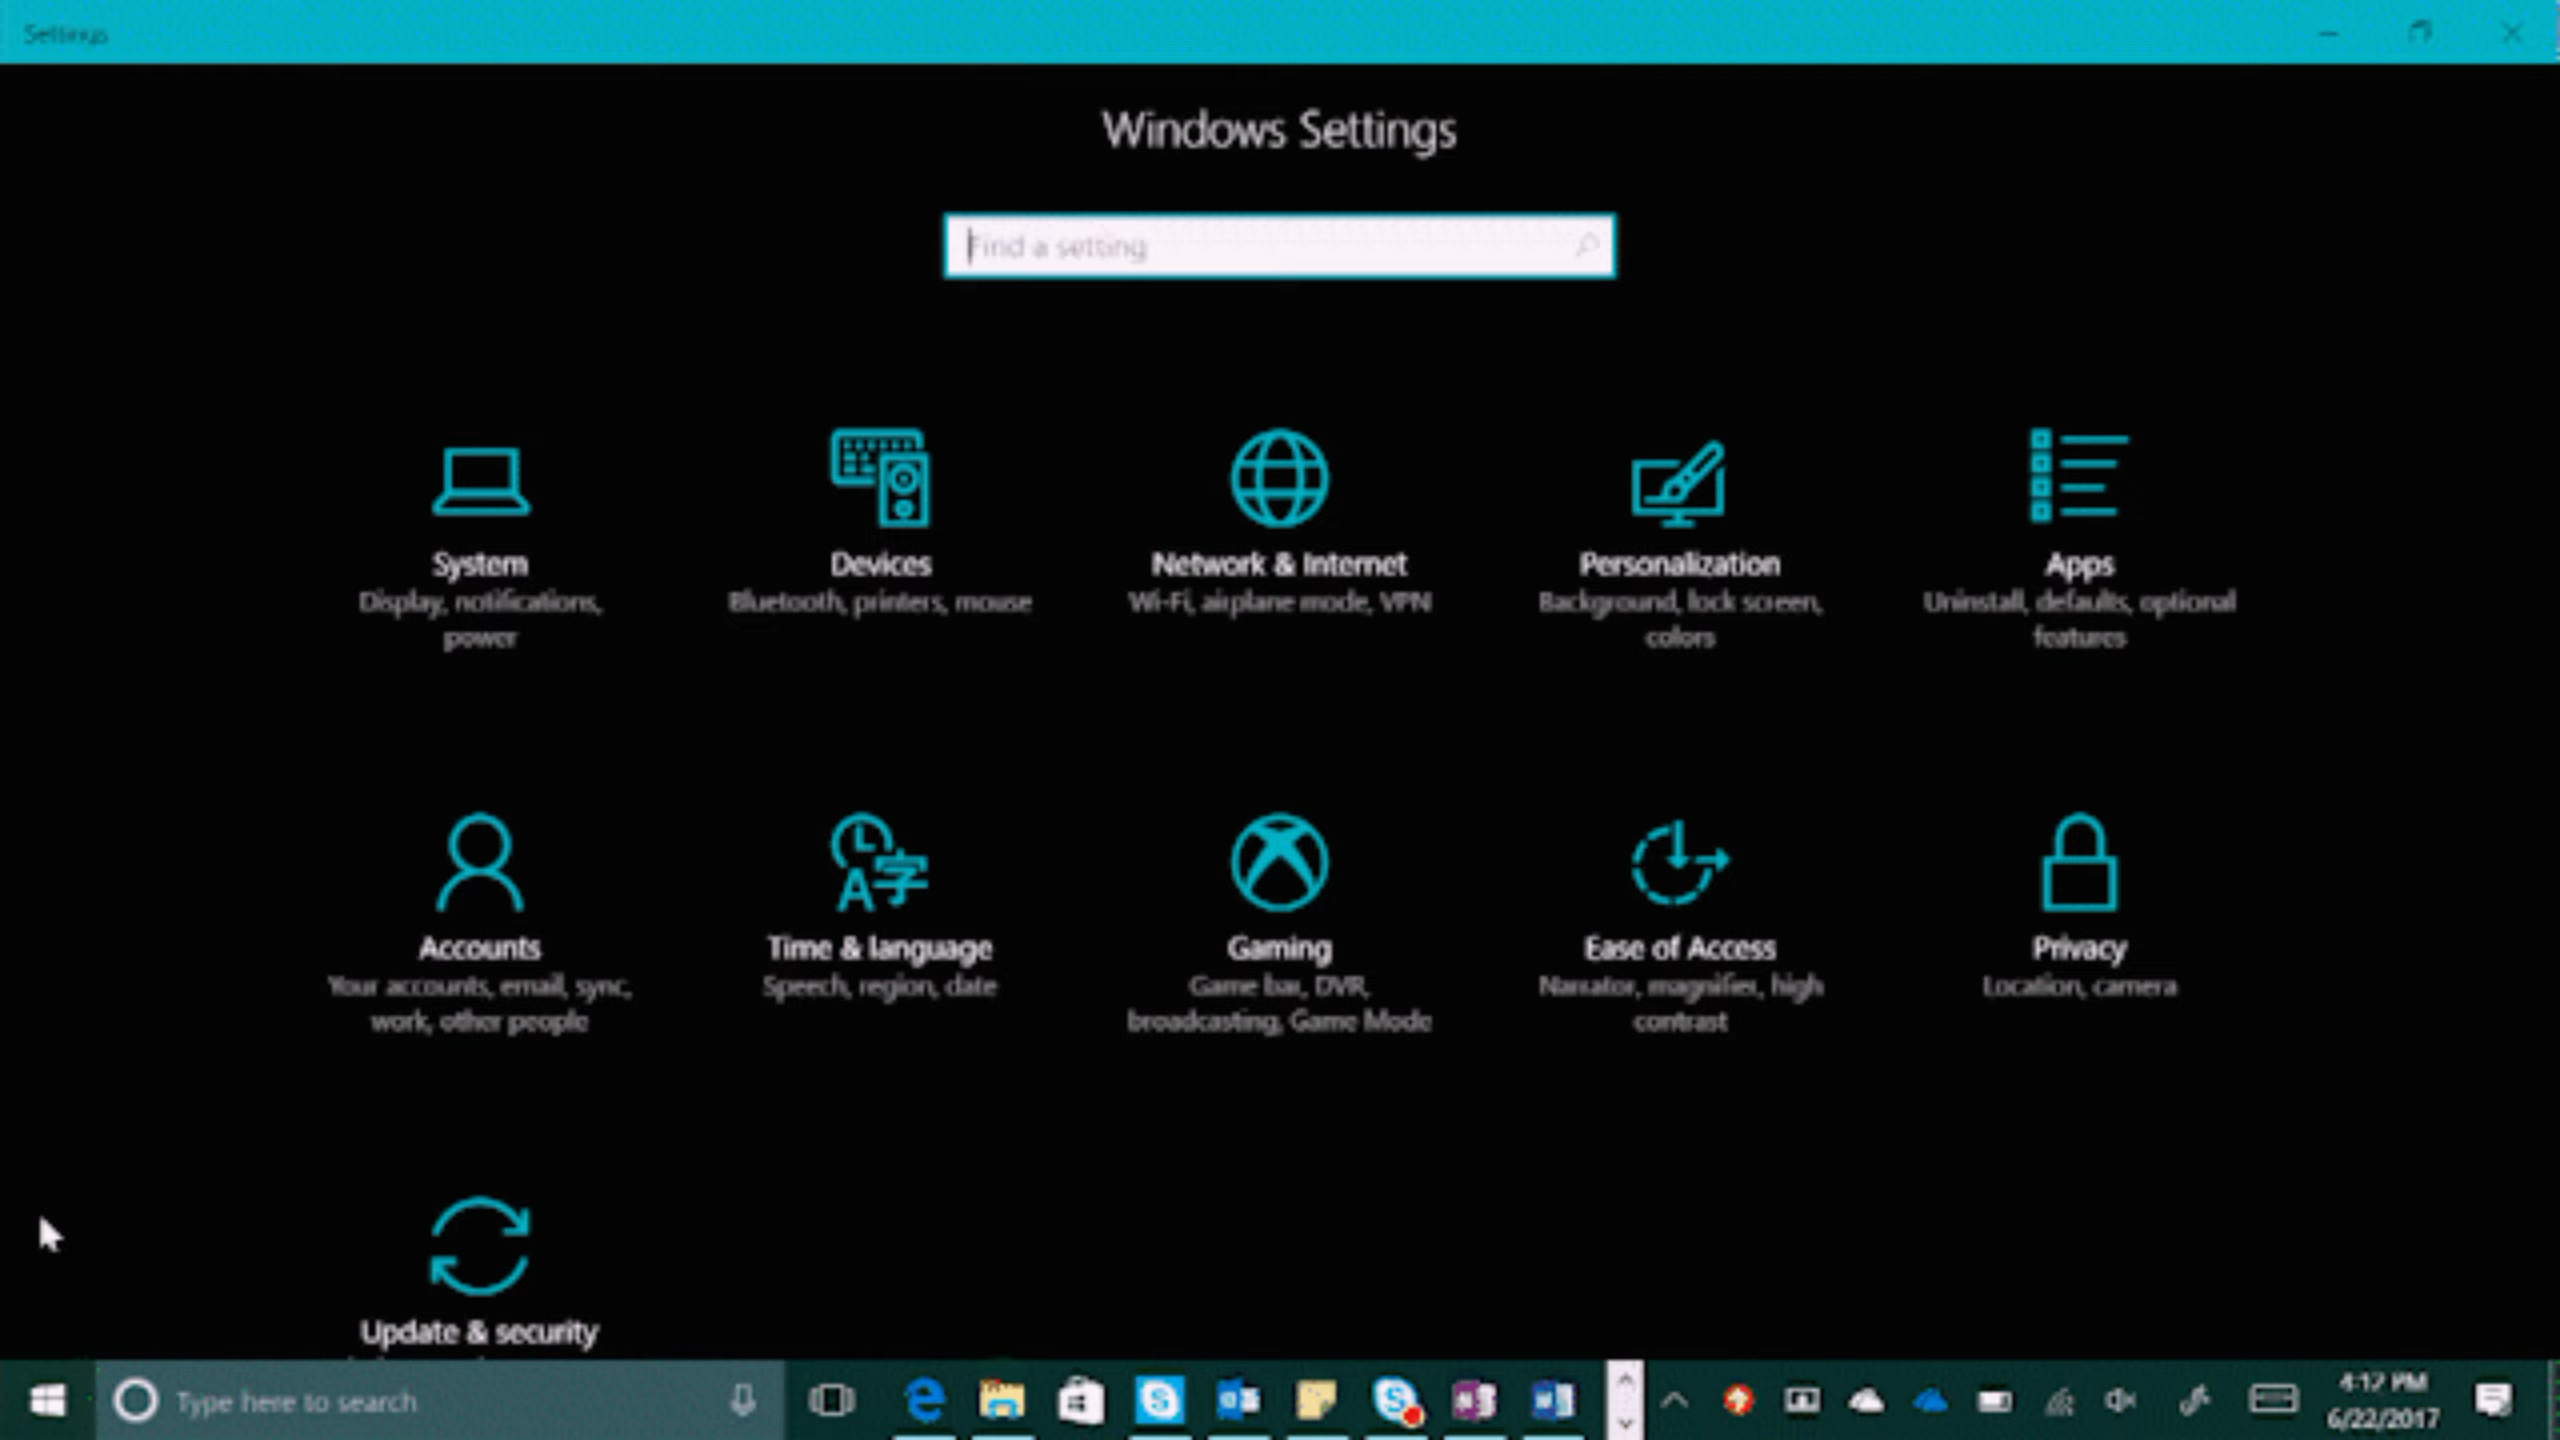 Settings
Windows Settings
Find a setting
System
Display, notifications,
power
Devices
Bluetooth, printers, mouse
Network & Internet
Wi-Fi, airplane mode, VPN
Personalization
Background, lock screen,
colors
Apps
Uninstall, defaults, optional
features
Accounts
Your accounts, email, sync,
work, other people
Time & language
Speech, region, date
Gaming
Game bar, DVR,
broadcasting, Game Mode
Ease of Access
Narrator, magnifier, high
contrast
Privacy
Location, camera
Update & security
Type here to search
4:17 PM
6/22/2017